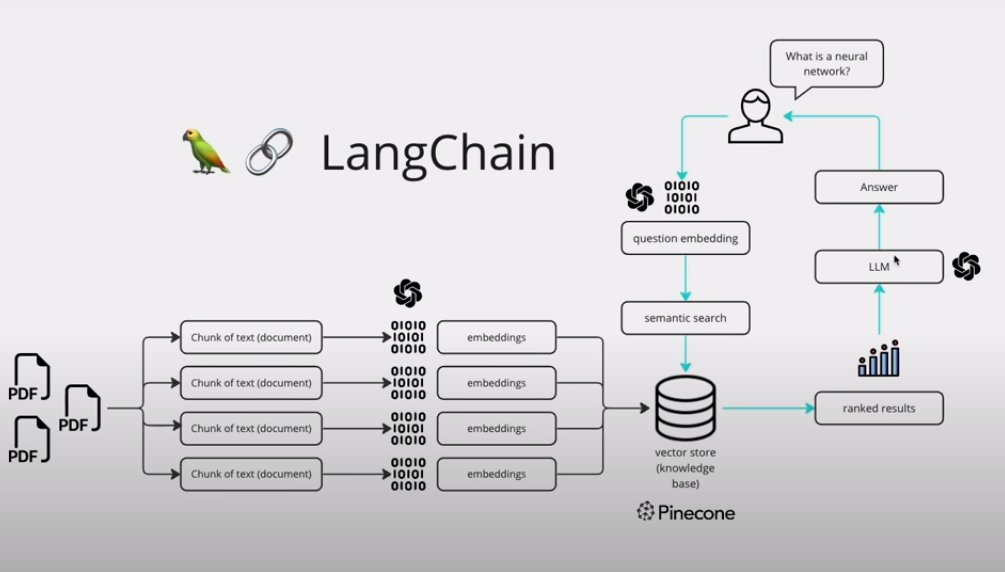 What is a neural
network?
LangChain
01010
10101
01010
question embedding
Answer
LLM
semantic search
PDF
PDF
PDF
Chunk of text (document)
01010
10101
01010
embeddings
Chunk of text (document)
01010
10101
01010
embeddings
Chunk of text (document)
01010
10101
01010
embeddings
Chunk of text (document)
01010
10101
01010
embeddings
ranked results
vector store
(knowledge
base)
Pinecone